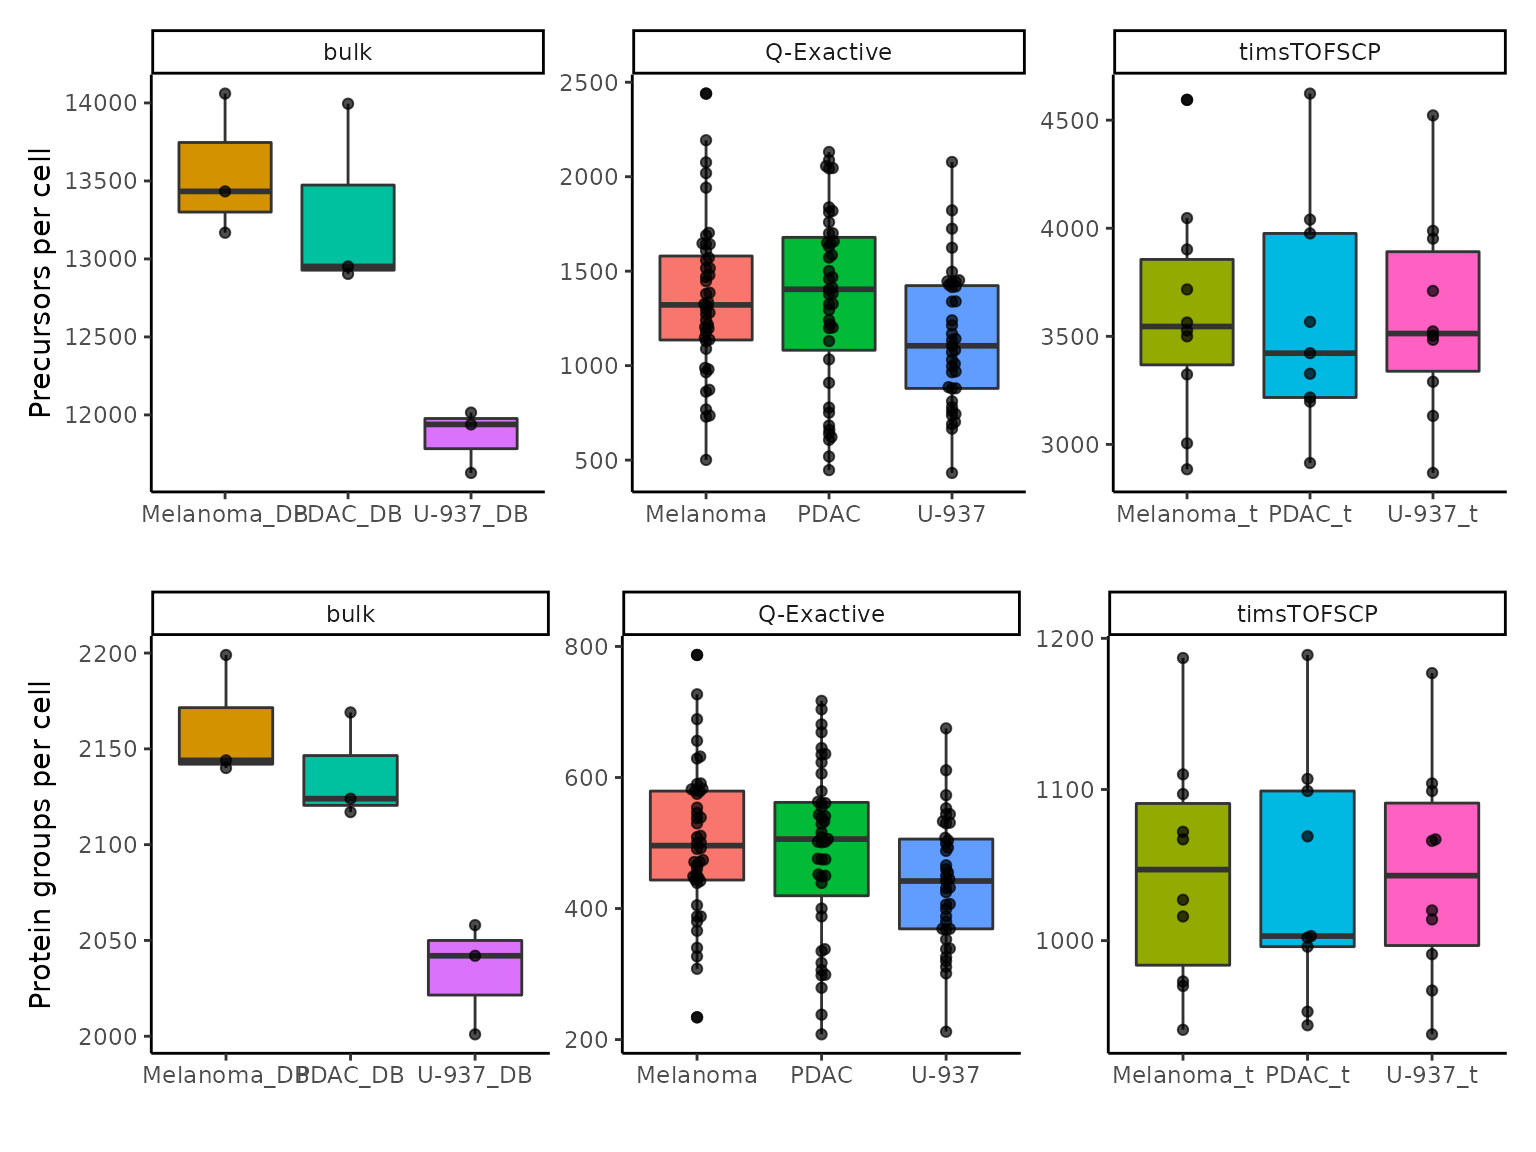 bulk
Q-Exactive
timsTOFSCP
Precursors per cell
14000
13500
13000
12500
12000
2500
2000
1500
1000
500
4500
4000
3500
3000
Melanoma_DB PDAC_DB U-937_DB
Melanoma PDAC U-937
Melanoma_t PDAC_t U-937_t
bulk
Q-Exactive
timsTOFSCP
Protein groups per cell
2200
2150
2100
2050
2000
800
600
400
200
1200
1100
1000
Melanoma_DB PDAC_DB U-937_DB
Melanoma PDAC U-937
Melanoma_t PDAC_t U-937_t